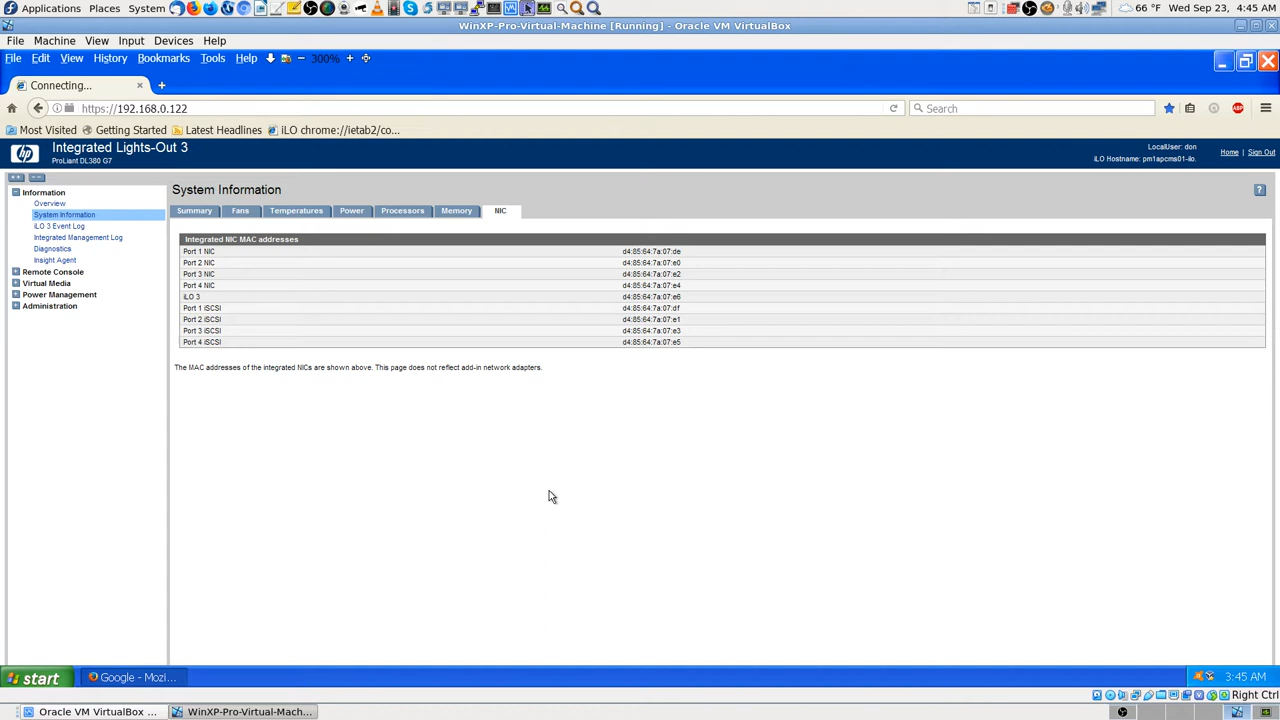 Applications Places System 66 °F Wed Sep 23, 4:45 AM
WinXP-Pro-Virtual-Machine [Running] - Oracle VM VirtualBox
File Machine View Input Devices Help
File Edit View History Bookmarks Tools Help 300%
Connecting...
https://192.168.0.122 Search
Most Visited Getting Started Latest Headlines iLO chrome://ietab2/co...
Integrated Lights-Out 3
ProLiant DL380 G7
LocalUser: don
iLO Hostname: pm1apcms01-ilo.
Home | Sign Out
hp
System Information
Information
Overview
System Information
iLO 3 Event Log
Integrated Management Log
Diagnostics
Insight Agent
Remote Console
Virtual Media
Power Management
Administration
Summary Fans Temperatures Power Processors Memory NIC
Integrated NIC MAC addresses
Port 1 NIC d4:85:64:7a:07:de
Port 2 NIC d4:85:64:7a:07:e0
Port 3 NIC d4:85:64:7a:07:e2
Port 4 NIC d4:85:64:7a:07:e4
iLO 3 d4:85:64:7a:07:e6
Port 1 iSCSI d4:85:64:7a:07:df
Port 2 iSCSI d4:85:64:7a:07:e1
Port 3 iSCSI d4:85:64:7a:07:e3
Port 4 iSCSI d4:85:64:7a:07:e5
The MAC addresses of the integrated NICs are shown above. This page does not reflect add-in network adapters.
start Google - Mozi... 3:45 AM
Right Ctrl
Oracle VM VirtualBox ... WinXP-Pro-Virtual-Mach...